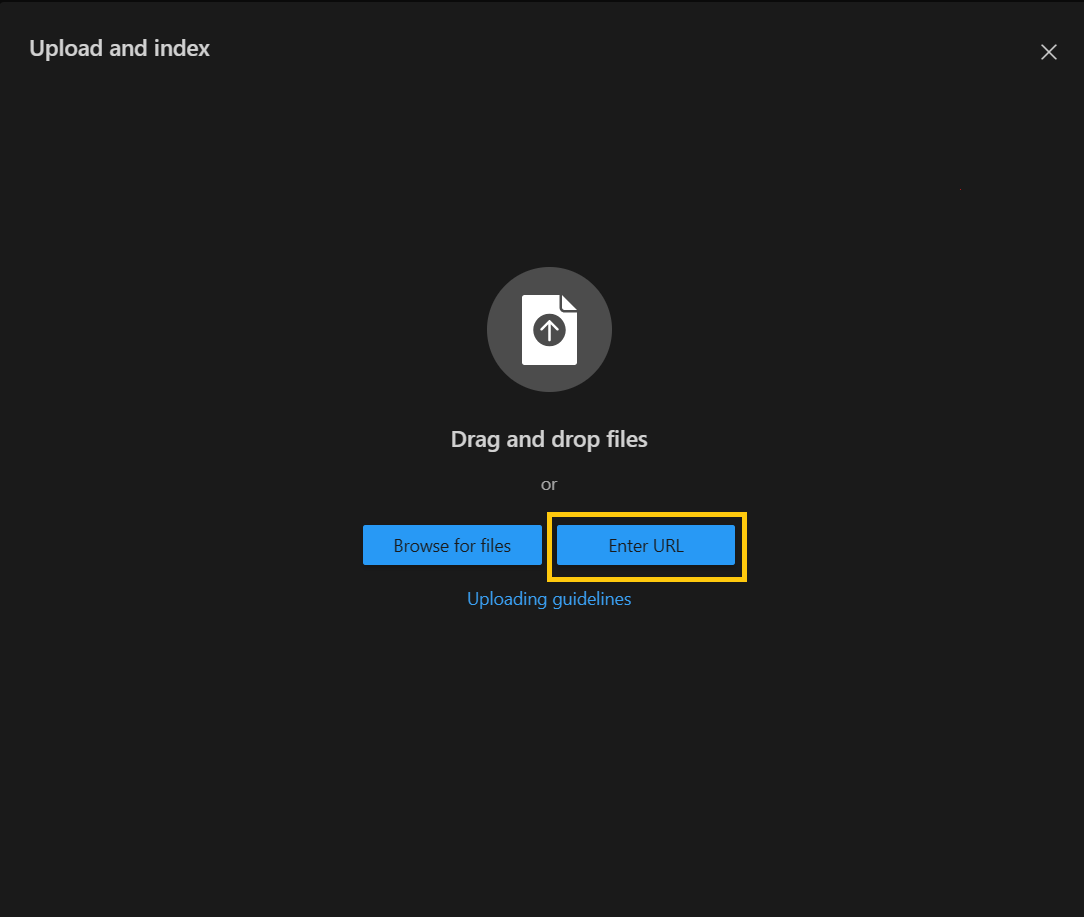 Upload and index
Drag and drop files
or
Browse for files
Enter URL
Uploading guidelines